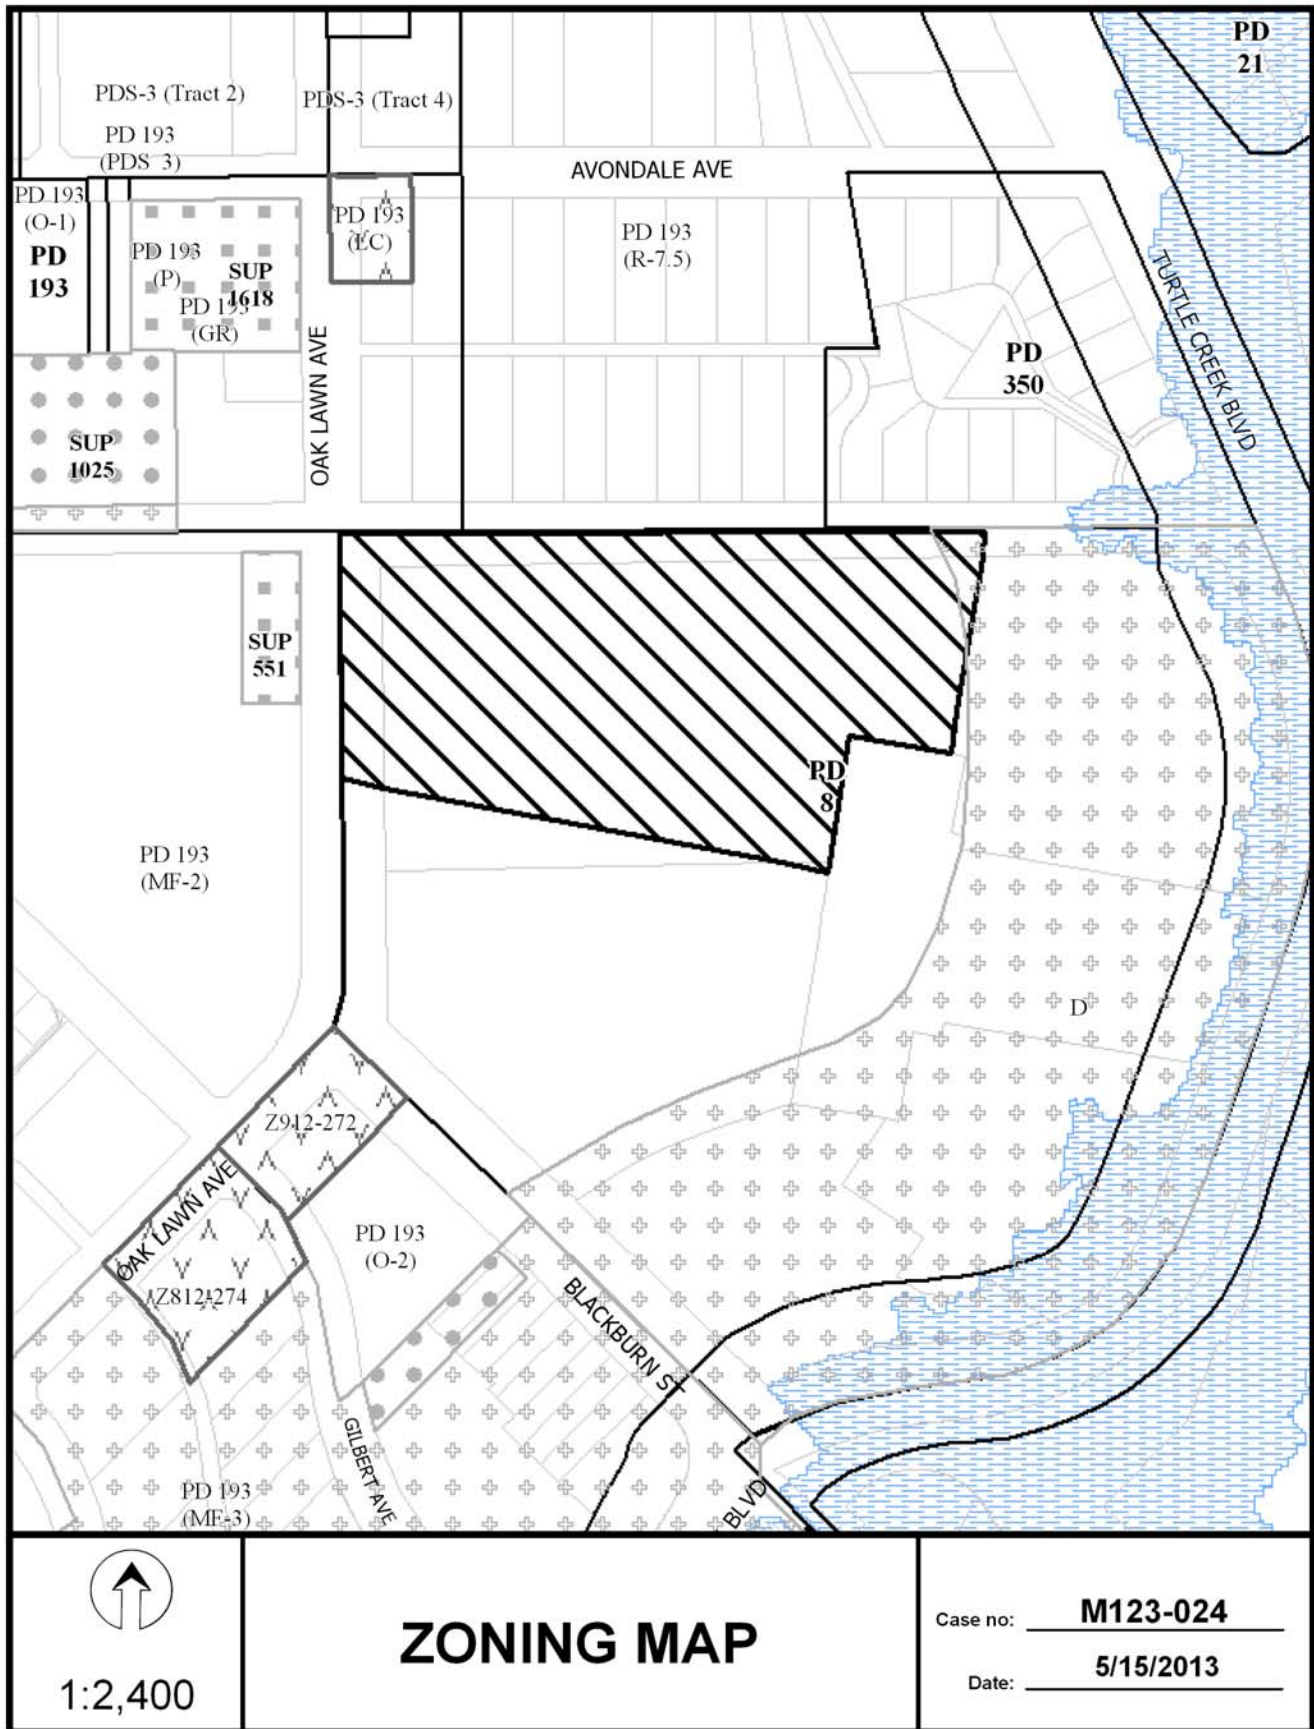 PD
21
PDS-3 (Tract 2)
PDS-3 (Tract 4)
PD 193
(PDS 3)
AVONDALE AVE
PD 193
(O-1)
PD
193
PD 193
(P)
SUP
1618
PD 193
(GR)
PD 193
(LC)
PD 193
(R-7.5)
OAK LAWN AVE
TURTLE CREEK BLVD
PD
350
SUP
1025
SUP
551
PD
8
PD 193
(MF-2)
D
Z912-272
OAK LAWN AVE
PD 193
(O-2)
Z812-274
BLACKBURN ST
GILBERT AVE
PD 193
(MF-3)
BLVD
1:2,400
ZONING MAP
Case no: M123-024
Date: 5/15/2013